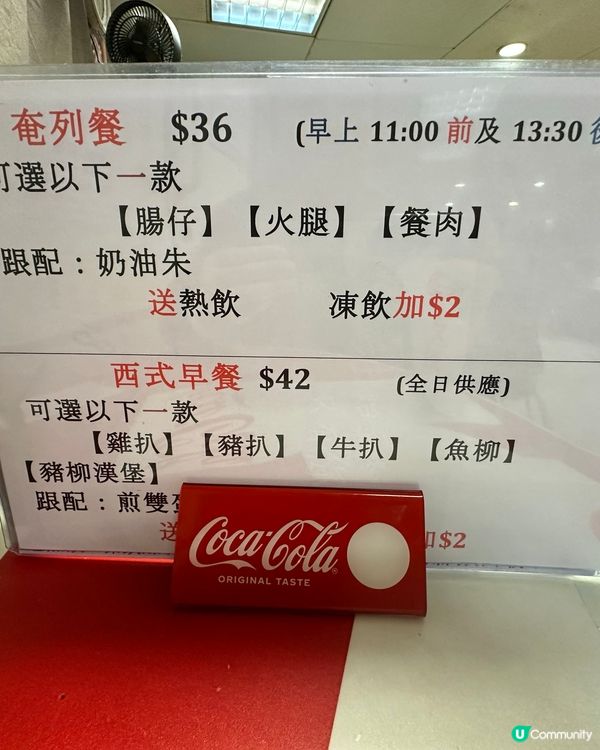 奄列餐 $36 (早上 11:00 前及 13:30 後
可選以下一款
【腸仔】【火腿】【餐肉】
跟配：奶油朱
送熱飲 凍飲加$2
西式早餐 $42 (全日供應)
可選以下一款
【雞扒】【豬扒】【牛扒】【魚柳】
【豬柳漢堡】
跟配：煎雙蛋
送 加$2
Coca-Cola
ORIGINAL TASTE
U Community